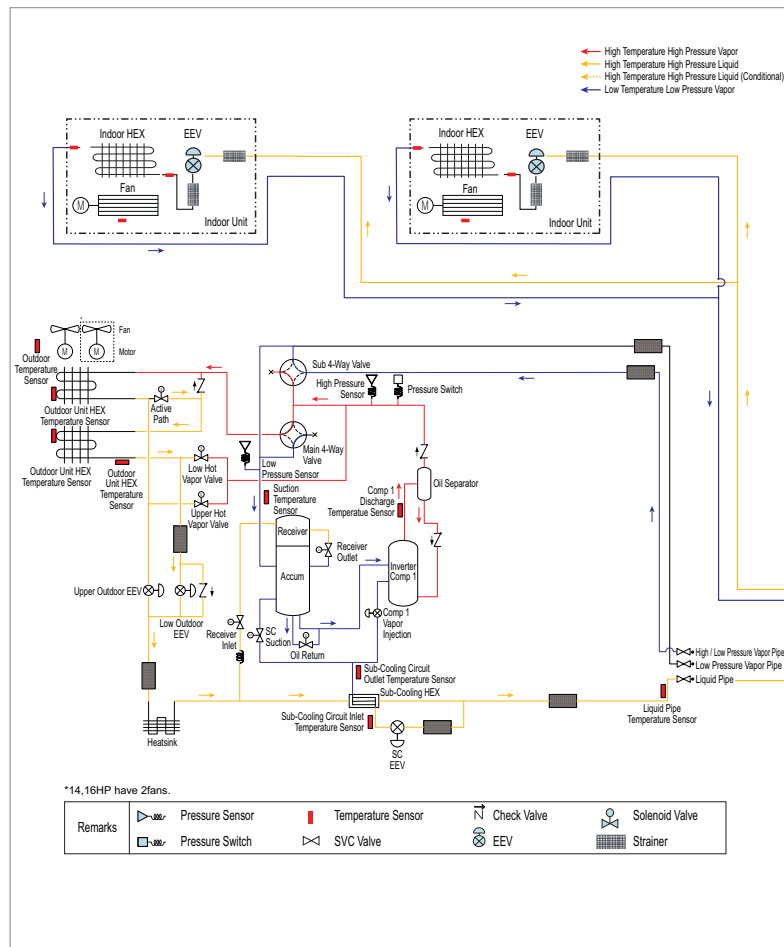 High Temperature High Pressure Vapor
High Temperature High Pressure Liquid
High Temperature High Pressure Liquid (Conditional)
Low Temperature Low Pressure Vapor
Indoor HEX
EEV
Fan
M
Indoor Unit
Indoor HEX
EEV
Fan
M
Indoor Unit
Fan
M
M
Motor
Outdoor
Temperature
Sensor
Sub 4-Way Valve
High Pressure
Sensor
Pressure Switch
Outdoor Unit HEX
Temperature Sensor
Active
Path
Main 4-Way
Valve
Outdoor Unit HEX
Temperature Sensor
Outdoor
Unit HEX
Temperature
Sensor
Low Hot
Vapor Valve
Low
Pressure Sensor
Upper Hot
Vapor Valve
Suction
Temperature
Sensor
Comp 1
Discharge
Temperatue Sensor
Oil Separator
Receiver
Receiver
Outlet
Accum
Inverter
Comp 1
Upper Outdoor EEV
Low Outdoor
EEV
Receiver
Inlet
SC
Suction
Oil Return
Comp 1
Vapor
Injection
High / Low Pressure Vapor Pipe
Low Pressure Vapor Pipe
Liquid Pipe
Sub-Cooling Circuit
Outlet Temperature Sensor
Sub-Cooling HEX
Sub-Cooling Circuit Inlet
Temperature Sensor
Liquid Pipe
Temperature Sensor
Heatsink
SC
EEV
*14,16HP have 2fans.
Remarks
Pressure Sensor
Temperature Sensor
Check Valve
Solenoid Valve
Pressure Switch
SVC Valve
EEV
Strainer